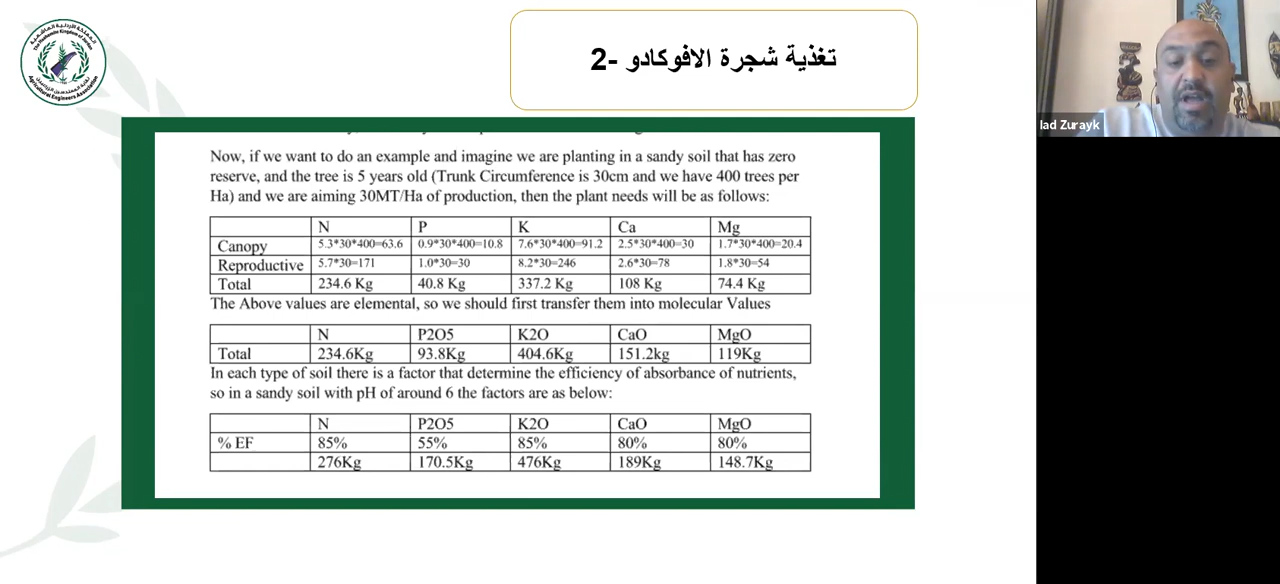 تغذية شجرة الافوكادو -2
Now, if we want to do an example and imagine we are planting in a sandy soil that has zero
reserve, and the tree is 5 years old (Trunk Circumference is 30cm and we have 400 trees per
Ha) and we are aiming 30MT/Ha of production, then the plant needs will be as follows:
N P K Ca Mg
Canopy 5.3*30*400=63.6 0.9*30*400=10.8 7.6*30*400=91.2 2.5*30*400=30 1.7*30*400=20.4
Reproductive 5.7*30=171 1.0*30=30 8.2*30=246 2.6*30=78 1.8*30=54
Total 234.6 Kg 40.8 Kg 337.2 Kg 108 Kg 74.4 Kg
The Above values are elemental, so we should first transfer them into molecular Values
N P2O5 K2O CaO MgO
Total 234.6Kg 93.8Kg 404.6Kg 151.2kg 119Kg
In each type of soil there is a factor that determine the efficiency of absorbance of nutrients,
so in a sandy soil with pH of around 6 the factors are as below:
N P2O5 K2O CaO MgO
% EF 85% 55% 85% 80% 80%
276Kg 170.5Kg 476Kg 189Kg 148.7Kg
Iad Zurayk
The Hashemite Kingdom of Jordan
Agricultural Engineers Association